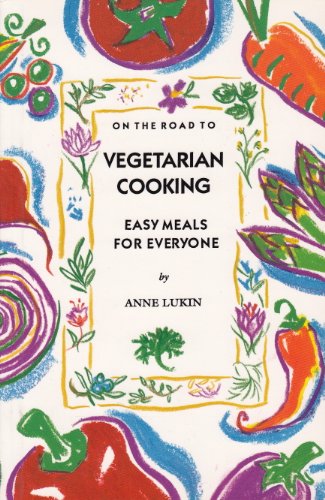 ON THE ROAD TO
VEGETARIAN
COOKING
EASY MEALS
FOR EVERYONE
by
ANNE LUKIN